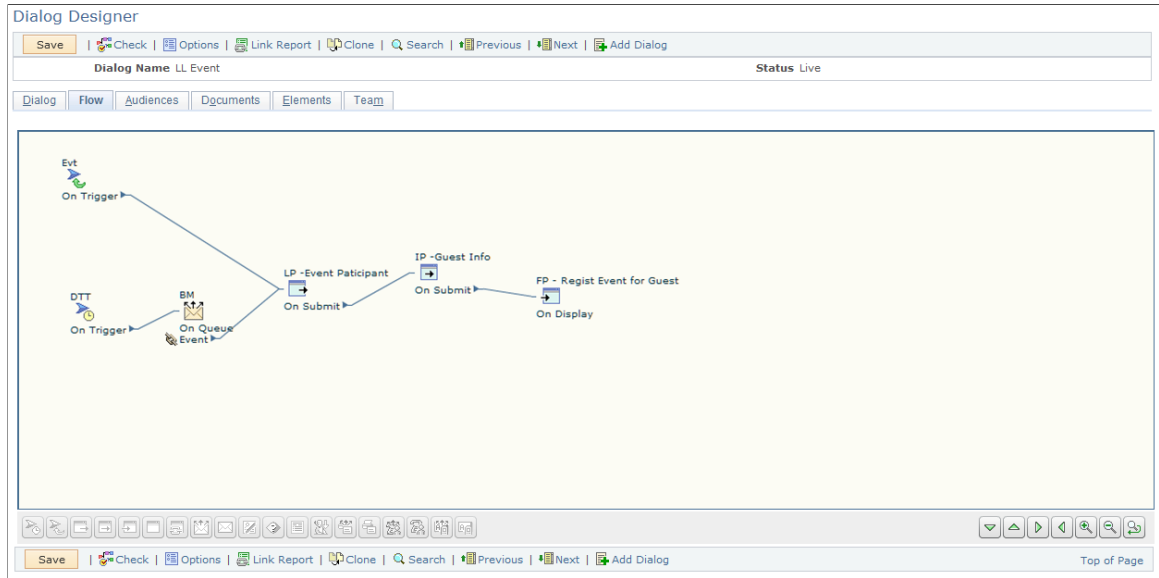 Dialog Designer
Save | Check | Options | Link Report | Clone | Search | Previous | Next | Add Dialog
Dialog Name LL Event Status Live
Dialog Flow Audiences Documents Elements Team
Evt
On Trigger
IP -Guest Info
LP -Event Paticipant
FP - Regist Event for Guest
On Submit
DTT
BM
On Submit
On Display
On Trigger
On Queue
Event
Save | Check | Options | Link Report | Clone | Search | Previous | Next | Add Dialog Top of Page